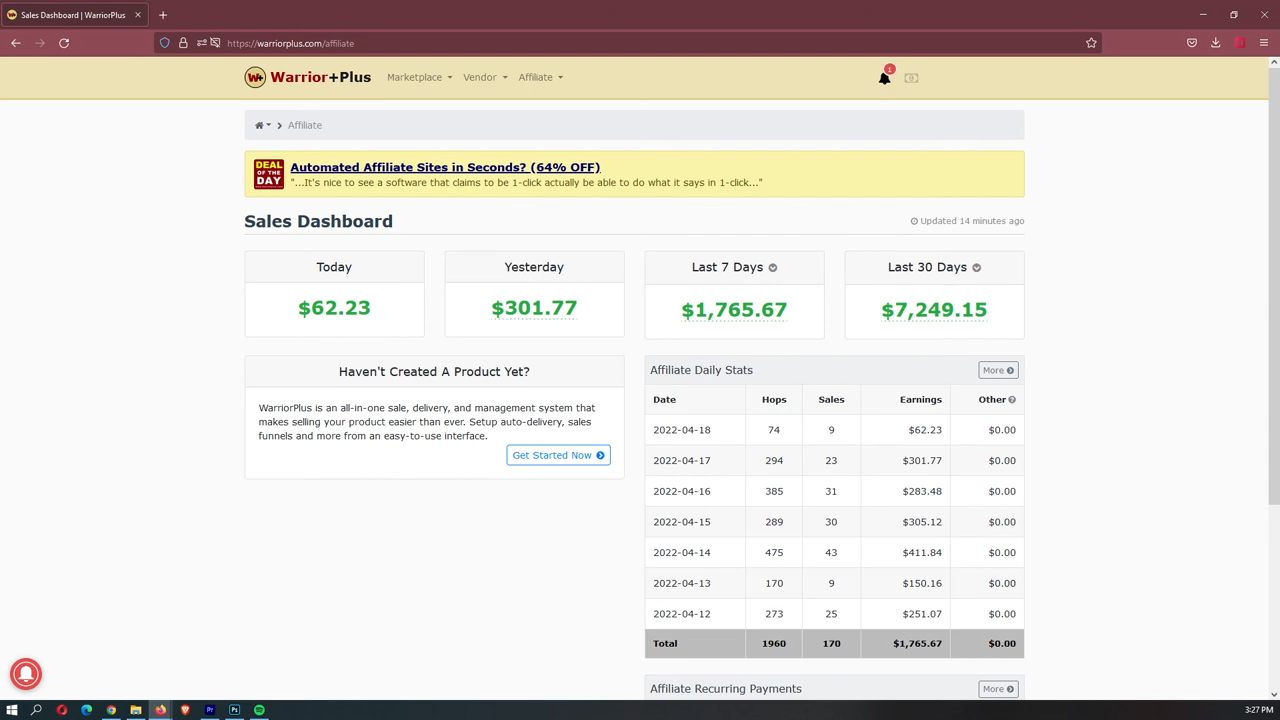 Sales Dashboard | WarriorPlus
https://warriorplus.com/affiliate
W+ Warrior+Plus Marketplace Vendor Affiliate 1
Affiliate
DEAL OF THE DAY
Automated Affiliate Sites in Seconds? (64% OFF)
"...It's nice to see a software that claims to be 1-click actually be able to do what it says in 1-click..."
Sales Dashboard Updated 14 minutes ago
Today Yesterday Last 7 Days Last 30 Days
$62.23 $301.77 $1,765.67 $7,249.15
Haven't Created A Product Yet?
WarriorPlus is an all-in-one sale, delivery, and management system that
makes selling your product easier than ever. Setup auto-delivery, sales
funnels and more from an easy-to-use interface.
Get Started Now
Affiliate Daily Stats More
Date Hops Sales Earnings Other
2022-04-18 74 9 $62.23 $0.00
2022-04-17 294 23 $301.77 $0.00
2022-04-16 385 31 $283.48 $0.00
2022-04-15 289 30 $305.12 $0.00
2022-04-14 475 43 $411.84 $0.00
2022-04-13 170 9 $150.16 $0.00
2022-04-12 273 25 $251.07 $0.00
Total 1960 170 $1,765.67 $0.00
Affiliate Recurring Payments More
Pr Ps 3:27 PM